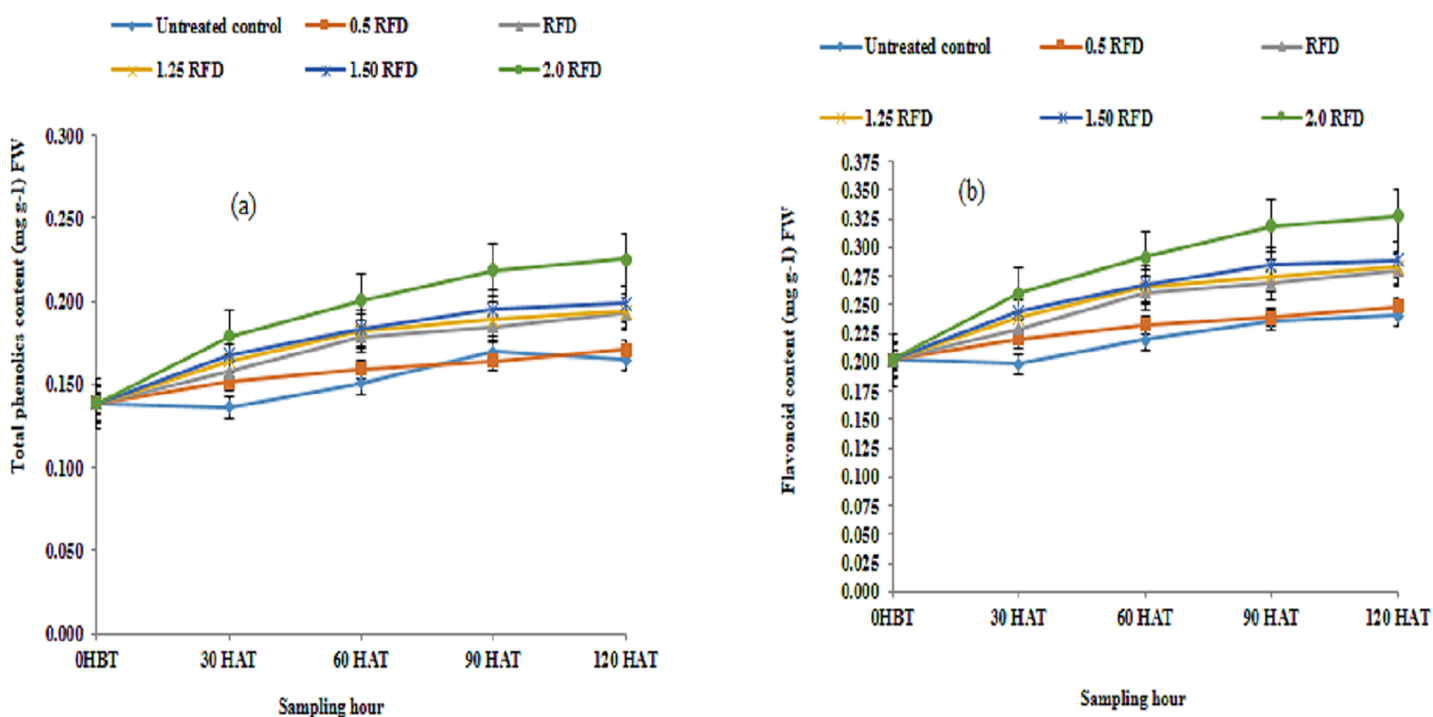 Untreated control
0.5 RFD
RFD
1.25 RFD
1.50 RFD
2.0 RFD
Total phenolics content (mg g-1) FW
0.300
0.250
0.200
0.150
0.100
0.050
0.000
(a)
0HBT
30 HAT
60 HAT
90 HAT
120 HAT
Sampling hour
Untreated control
0.5 RFD
RFD
1.25 RFD
1.50 RFD
2.0 RFD
Flavonoid content (mg g-1) FW
0.375
0.350
0.325
0.300
0.275
0.250
0.225
0.200
0.175
0.150
0.125
0.100
0.075
0.050
0.025
0.000
(b)
0HBT
30 HAT
60 HAT
90 HAT
120 HAT
Sampling hour